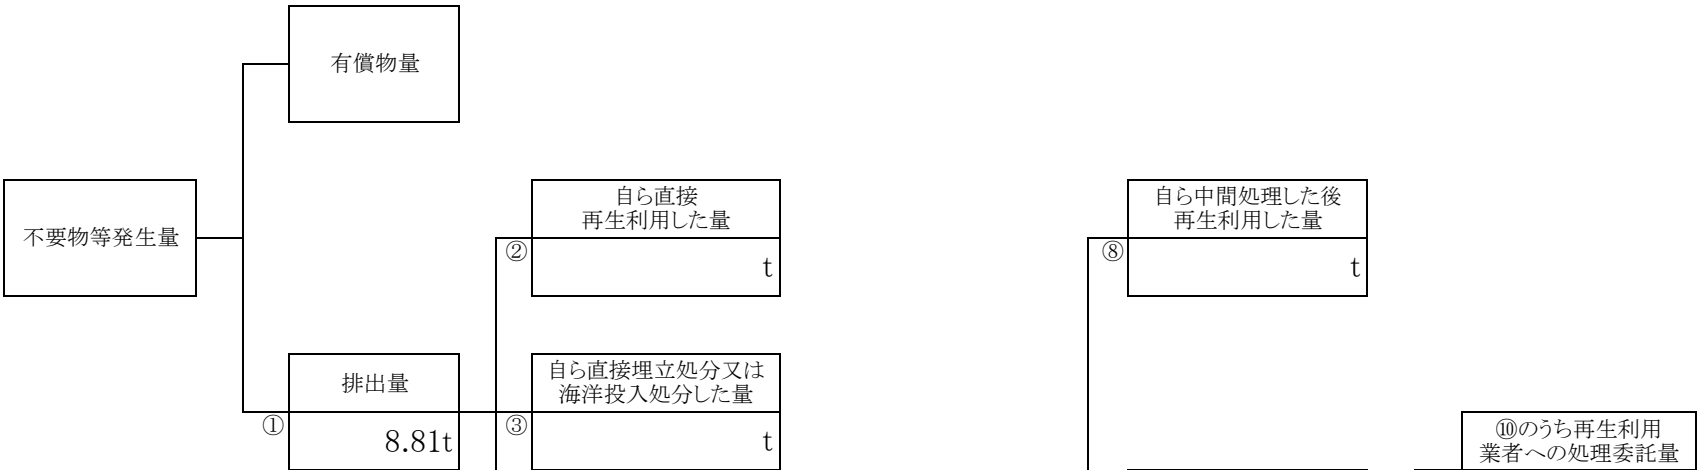 有償物量
不要物等発生量
自ら直接
再生利用した量
②
t
自ら中間処理した後
再生利用した量
⑧
t
排出量
①
8.81t
自ら直接埋立処分又は
海洋投入処分した量
③
t
⑩のうち再生利用
業者への処理委託量